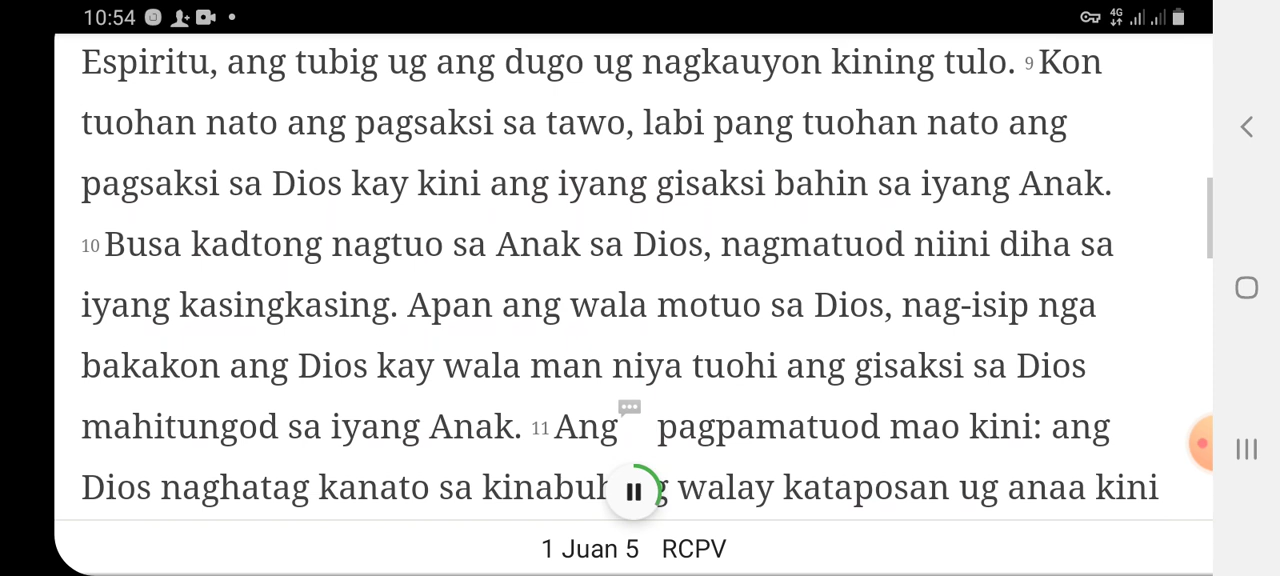 10:54
4G
Espiritu, ang tubig ug ang dugo ug nagkauyon kining tulo. 9 Kon
tuohan nato ang pagsaksi sa tawo, labi pang tuohan nato ang
pagsaksi sa Dios kay kini ang iyang gisaksi bahin sa iyang Anak.
10 Busa kadtong nagtuo sa Anak sa Dios, nagmatuod niini diha sa
iyang kasingkasing. Apan ang wala motuo sa Dios, nag-isip nga
bakakon ang Dios kay wala man niya tuohi ang gisaksi sa Dios
mahitungod sa iyang Anak. 11 Ang pagpamatuod mao kini: ang
Dios naghatag kanato sa walay kataposan ug anaa kini
1 Juan 5 RCPV